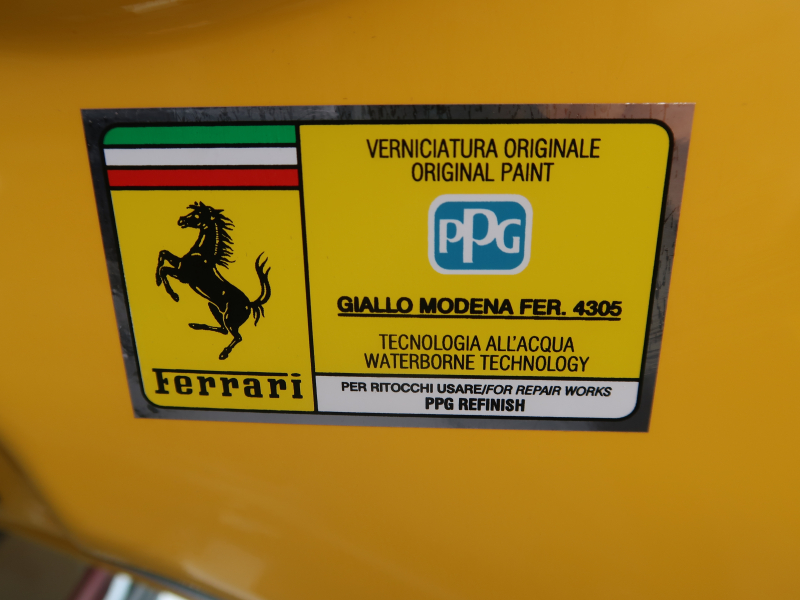 VERNICIATURA ORIGINALE
ORIGINAL PAINT
PPG
GIALLO MODENA FER. 4305
TECNOLOGIA ALL'ACQUA
WATERBORNE TECHNOLOGY
Ferrari
PER RITOCCHI USARE/FOR REPAIR WORKS
PPG REFINISH